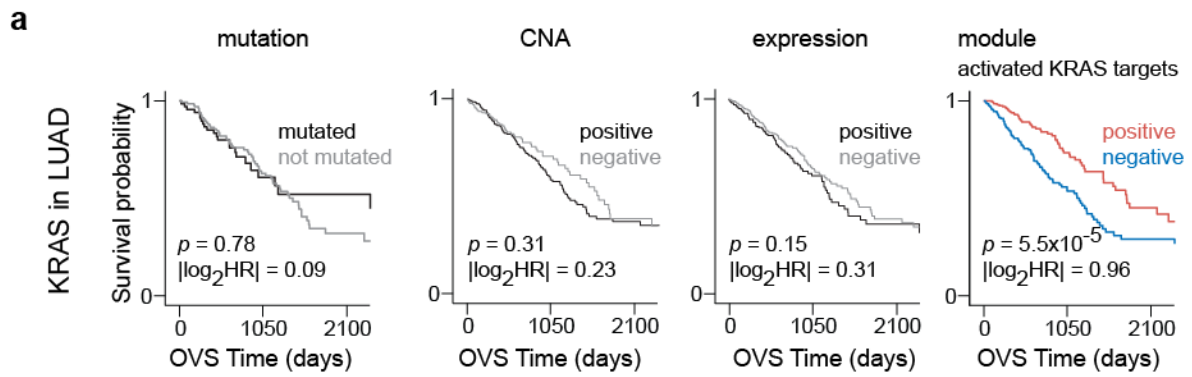 a
mutation
CNA
expression
module
activated KRAS targets
KRAS in LUAD
Survival probability
1
0
mutated
not mutated
p = 0.78
|log2HR| = 0.09
0 1050 2100
OVS Time (days)
1
0
positive
negative
p = 0.31
|log2HR| = 0.23
0 1050 2100
OVS Time (days)
1
0
positive
negative
p = 0.15
|log2HR| = 0.31
0 1050 2100
OVS Time (days)
1
0
positive
negative
p = 5.5x10-5
|log2HR| = 0.96
0 1050 2100
OVS Time (days)